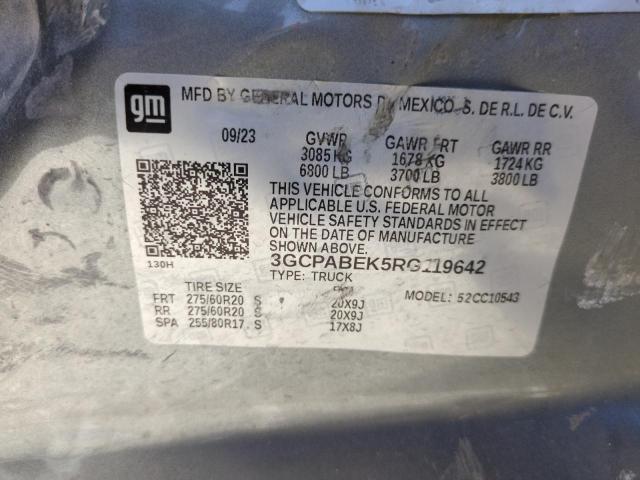 gm
MFD BY GENERAL MOTORS DE MEXICO, S. DE R.L. DE C.V.
09/23 GVWR GAWR FRT GAWR RR
3085 KG 1678 KG 1724 KG
6800 LB 3700 LB 3800 LB
THIS VEHICLE CONFORMS TO ALL
APPLICABLE U.S. FEDERAL MOTOR
VEHICLE SAFETY STANDARDS IN EFFECT
ON THE DATE OF MANUFACTURE
SHOWN ABOVE.
130H
3GCPABEK5RG119642
TYPE: TRUCK
TIRE SIZE MODEL: 52CC10543
FRT 275/60R20 S 20X9J
RR 275/60R20 S 20X9J
SPA 255/80R17 S 17X8J